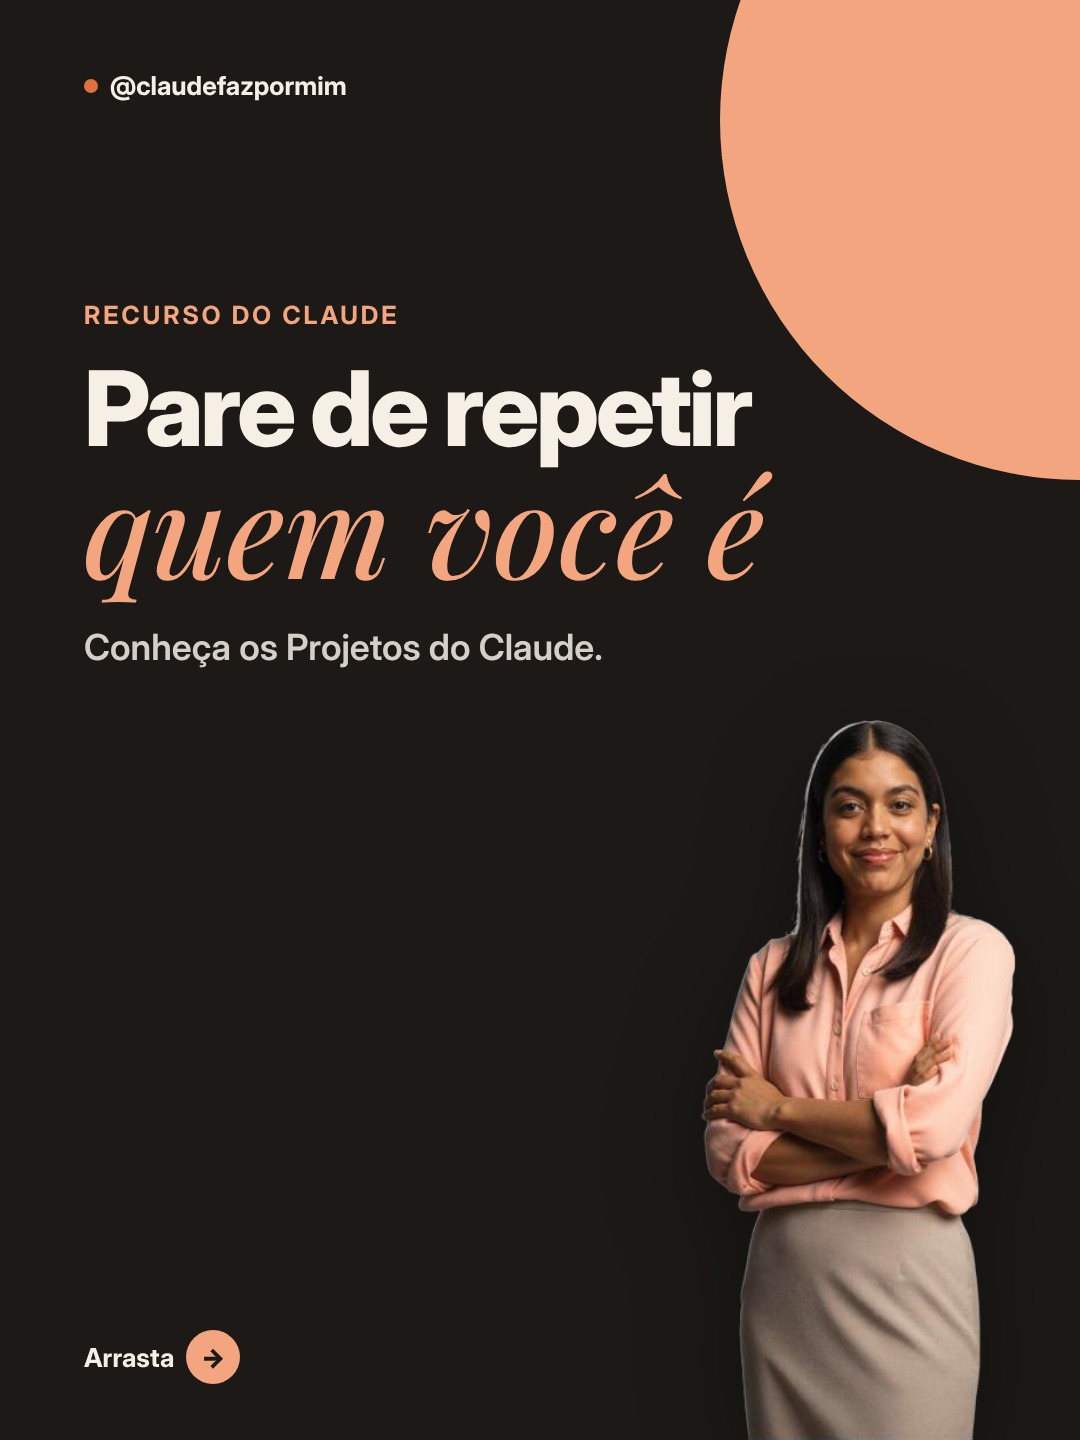 @claudefazpormim
RECURSO DO CLAUDE
Pare de repetir
quem você é
Conheça os Projetos do Claude.
Arrasta →